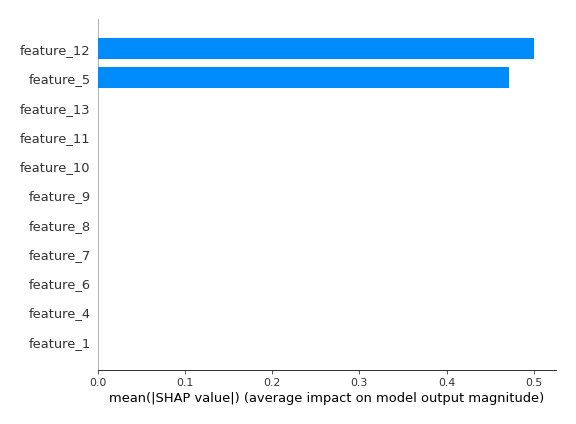 feature_12
feature_5
feature_13
feature_11
feature_10
feature_9
feature_8
feature_7
feature_6
feature_4
feature_1
0.0 0.1 0.2 0.3 0.4 0.5
mean(|SHAP value|) (average impact on model output magnitude)